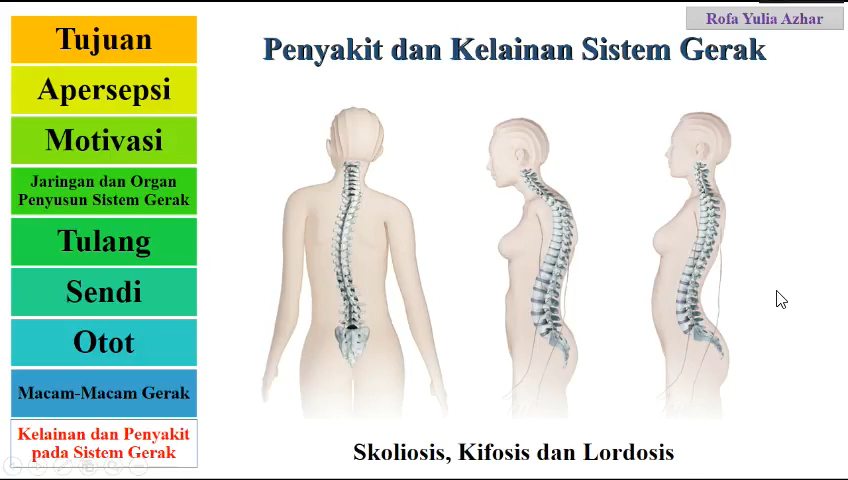 Rofa Yulia Azhar
Penyakit dan Kelainan Sistem Gerak
Tujuan
Apersepsi
Motivasi
Jaringan dan Organ
Penyusun Sistem Gerak
Tulang
Sendi
Otot
Macam-Macam Gerak
Kelainan dan Penyakit
pada Sistem Gerak
Skoliosis, Kifosis dan Lordosis